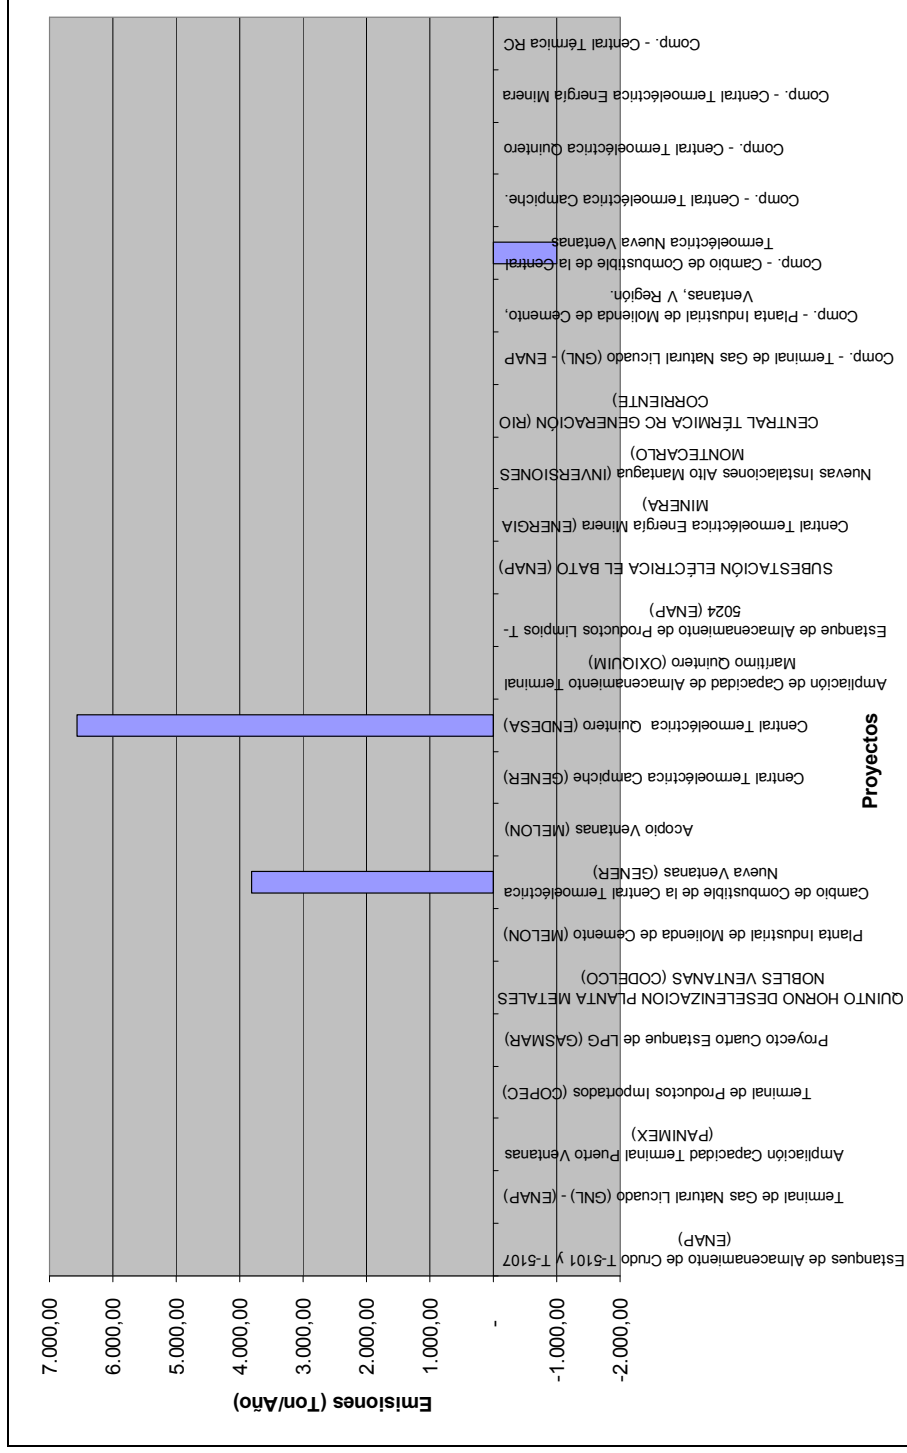 Emisiones (Ton/Año)
7.000,00
6.000,00
5.000,00
4.000,00
3.000,00
2.000,00
1.000,00
-
-1.000,00
-2.000,00
Estanques de Almacenamiento de Crudo T-5101 y T-5107
(ENAP)
Terminal de Gas Natural Licuado (GNL) - (ENAP)
Ampliación Capacidad Terminal Puerto Ventanas
(PANIMEX)
Terminal de Productos Importados (COPEC)
Proyecto Cuarto Estanque de LPG (GASMAR)
QUINTO HORNO DESELENIZACION PLANTA METALES
NOBLES VENTANAS (CODELCO)
Planta Industrial de Molienda de Cemento (MELON)
Cambio de Combustible de la Central Termoeléctrica
Nueva Ventanas (GENER)
Acopio Ventanas (MELON)
Central Termoeléctrica Campiche (GENER)
Central Termoeléctrica Quintero (ENDESA)
Ampliación de Capacidad de Almacenamiento Terminal
Marítimo Quintero (OXIQUIM)
Estanque de Almacenamiento de Productos Limpios T-
5024 (ENAP)
SUBESTACIÓN ELÉCTRICA EL BATO (ENAP)
Central Termoeléctrica Energía Minera (ENERGIA
MINERA)
Nuevas Instalaciones Alto Mantagua (INVERSIONES
MONTECARLO)
CENTRAL TÉRMICA RC GENERACIÓN (RIO
CORRIENTE)
Comp. - Terminal de Gas Natural Licuado (GNL) - ENAP
Comp. - Planta Industrial de Molienda de Cemento,
Ventanas, V Región.
Comp. - Cambio de Combustible de la Central
Termoeléctrica Nueva Ventanas
Comp. - Central Termoeléctrica Campiche.
Comp. - Central Termoeléctrica Quintero
Comp. - Central Termoeléctrica Energía Minera
Comp. - Central Térmica RC
Proyectos